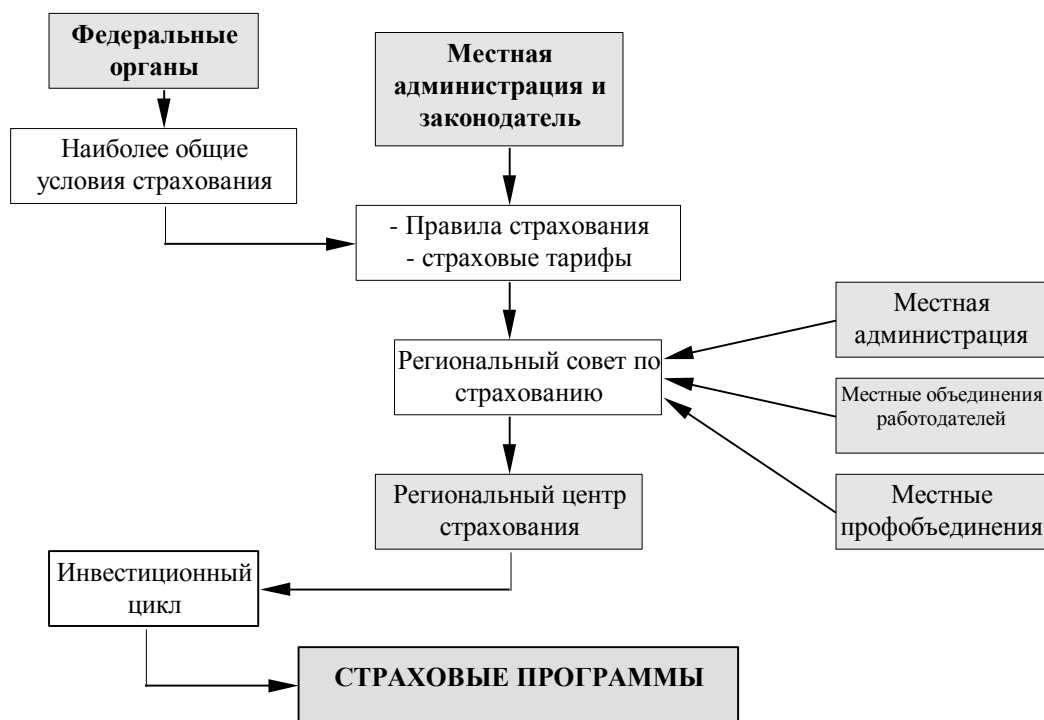 Федеральные
органы
Местная
администрация и
законодатель
Наиболее общие
условия страхования
- Правила страхования
- страховые тарифы
Местная
администрация
Региональный совет по
страхованию
Местные объединения
работодателей
Региональный центр
страхования
Местные
профобъединения
Инвестиционный
цикл
СТРАХОВЫЕ ПРОГРАММЫ